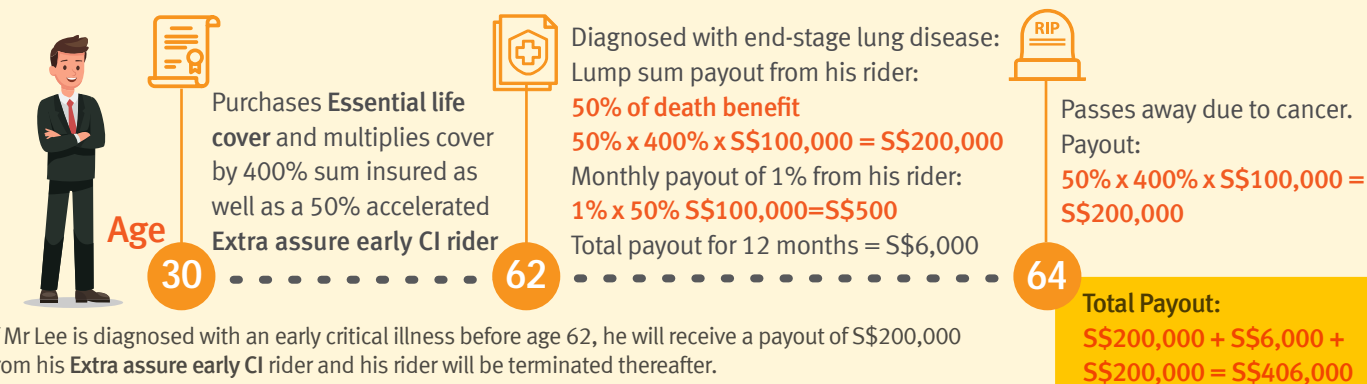 Age
30
Purchases Essential life
cover and multiplies cover
by 400% sum insured as
well as a 50% accelerated
Extra assure early CI rider
62
Diagnosed with end-stage lung disease:
Lump sum payout from his rider:
50% of death benefit
50% x 400% x S$100,000 = S$200,000
Monthly payout of 1% from his rider:
1% x 50% S$100,000=S$500
Total payout for 12 months = S$6,000
RIP
64
Passes away due to cancer.
Payout:
50% x 400% x S$100,000 =
S$200,000
Total Payout:
S$200,000 + S$6,000 +
S$200,000 = S$406,000
Mr Lee is diagnosed with an early critical illness before age 62, he will receive a payout of S$200,000
his Extra assure early CI rider and his rider will be terminated thereafter.